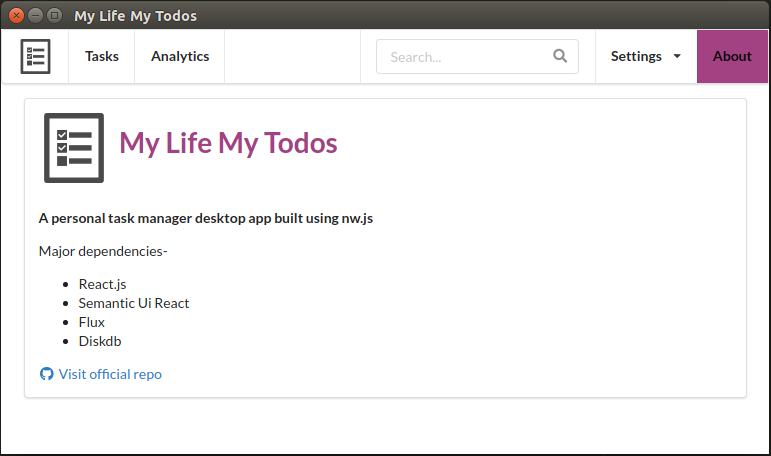 My Life My Todos
Tasks
Analytics
Search...
Settings
About
My Life My Todos
A personal task manager desktop app built using nw.js
Major dependencies-
React.js
Semantic Ui React
Flux
Diskdb
Visit official repo